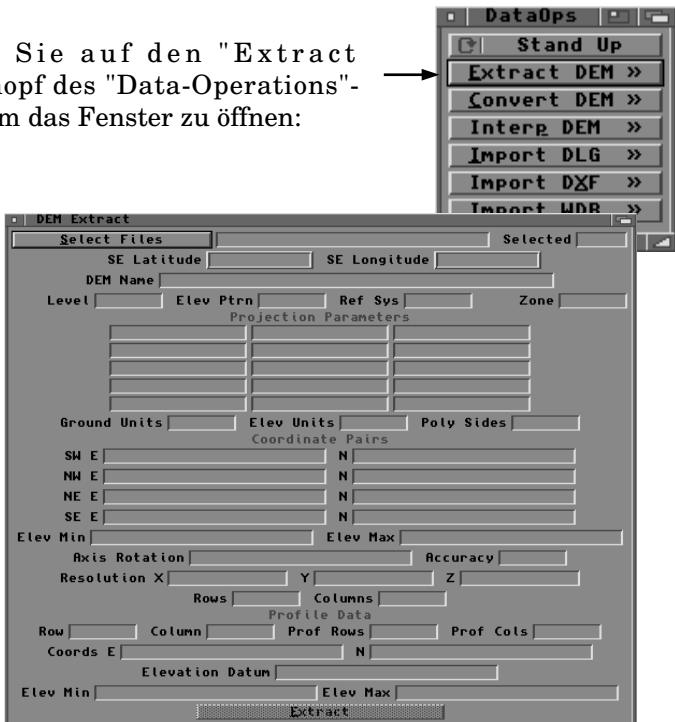 Sie auf den "Extract
opf des "Data-Operations"-
m das Fenster zu öffnen:
DataOps
Stand Up
Extract DEM »
Convert DEM »
Interp DEM »
Import DLG »
Import DXF »
Import WDB »
DEM Extract
Select Files Selected
SE Latitude SE Longitude
DEM Name
Level Elev Ptrn Ref Sys Zone
Projection Parameters
Ground Units Elev Units Poly Sides
Coordinate Pairs
SW E N
NW E N
NE E N
SE E N
Elev Min Elev Max
Axis Rotation Accuracy
Resolution X Y Z
Rows Columns
Profile Data
Row Column Prof Rows Prof Cols
Coords E N
Elevation Datum
Elev Min Elev Max
Extract